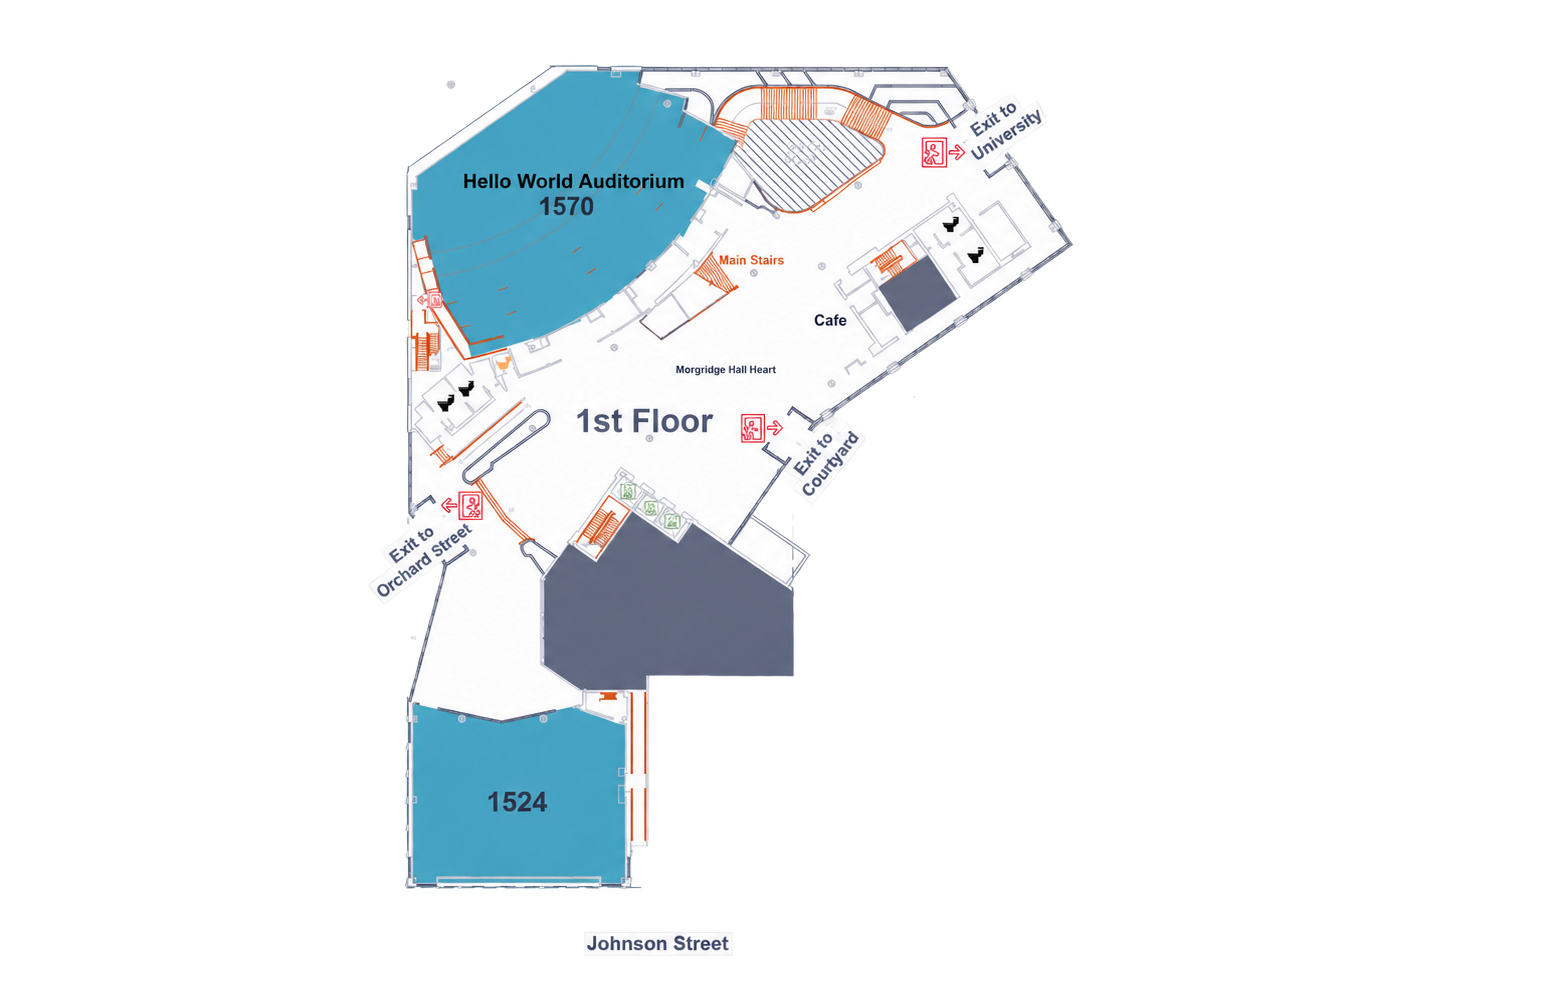 Exit to
University
Hello World Auditorium
1570
Main Stairs
Cafe
Morgridge Hall Heart
1st Floor
Exit to
Courtyard
Exit to
Orchard Street
1524
Johnson Street